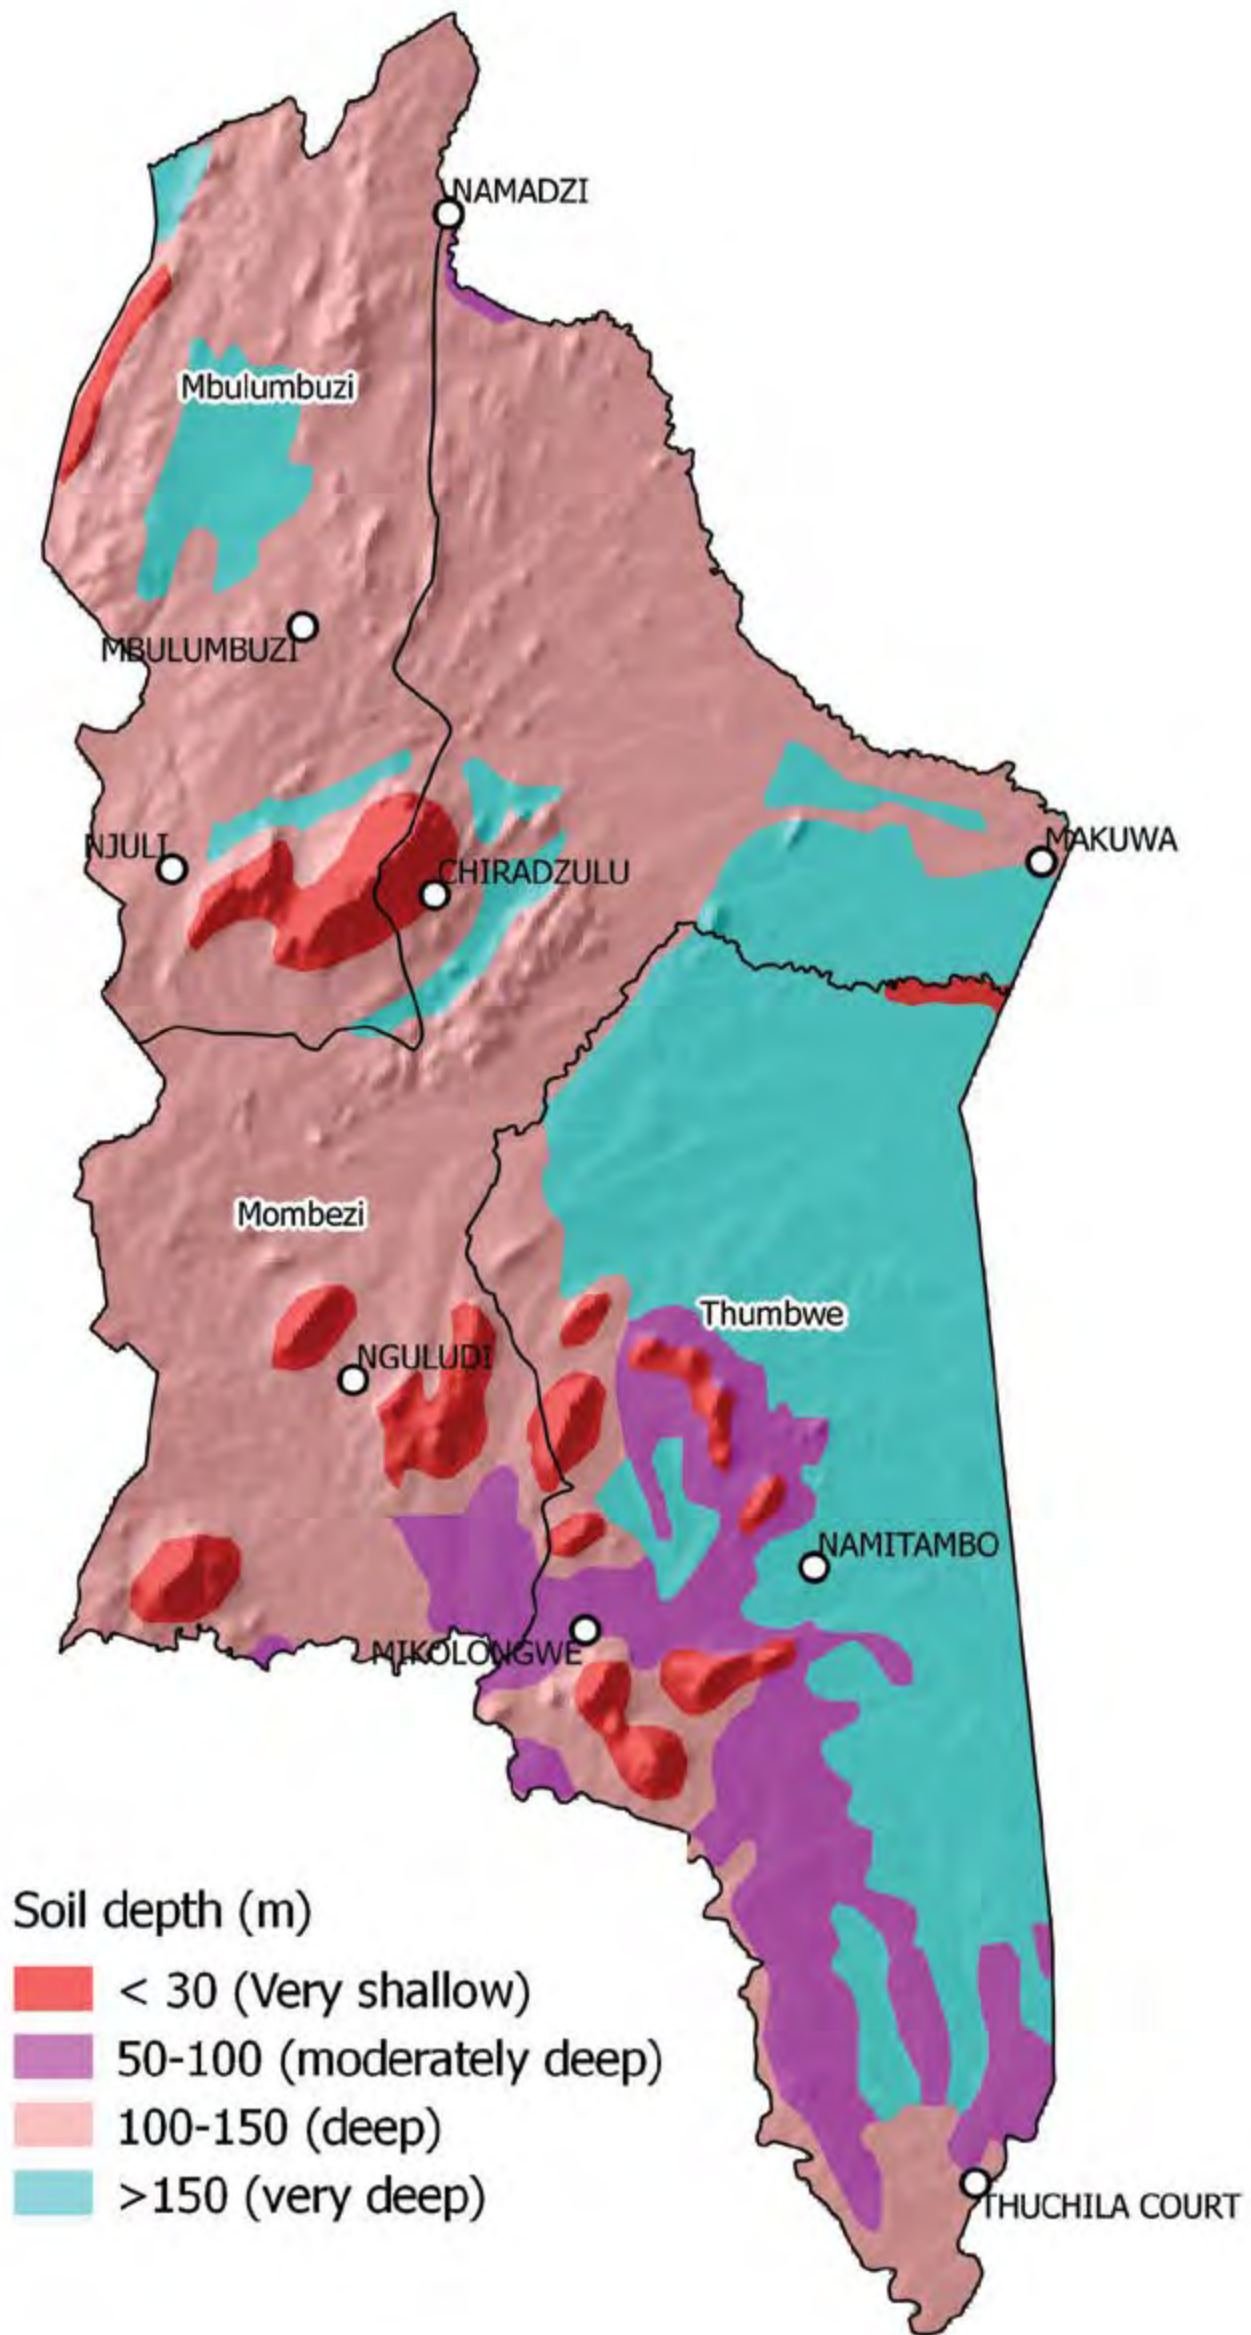 NAMADZI
Mbulumbuzi
MBULUMBUZI
NJULI
CHIRADZULU
MAKUWA
Mombezi
Thumbwe
NGULUDI
NAMITAMBO
MIKOLONGWE
Soil depth (m)
< 30 (Very shallow)
50-100 (moderately deep)
100-150 (deep)
>150 (very deep)
THUCHILA COURT